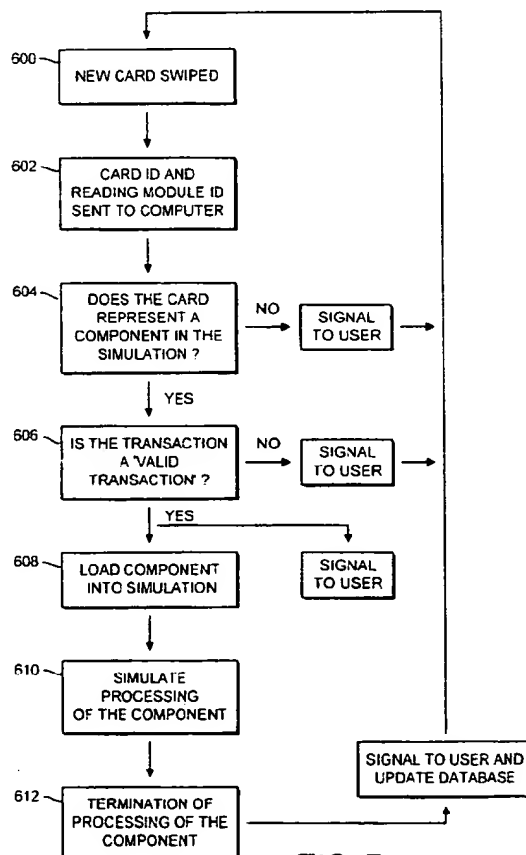 600
NEW CARD SWIPED
602
CARD ID AND
READING MODULE ID
SENT TO COMPUTER
604
DOES THE CARD
REPRESENT A
COMPONENT IN THE
SIMULATION ?
NO
SIGNAL
TO USER
YES
606
IS THE TRANSACTION
A 'VALID
TRANSACTION' ?
NO
SIGNAL
TO USER
YES
608
LOAD COMPONENT
INTO SIMULATION
SIGNAL
TO USER
610
SIMULATE
PROCESSING
OF THE COMPONENT
SIGNAL TO USER AND
UPDATE DATABASE
612
TERMINATION OF
PROCESSING OF THE
COMPONENT